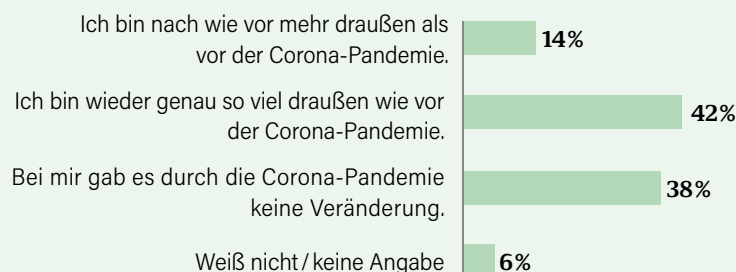 Ich bin nach wie vor mehr draußen als
vor der Corona-Pandemie.
14%
Ich bin wieder genau so viel draußen wie vor
der Corona-Pandemie.
42%
Bei mir gab es durch die Corona-Pandemie
keine Veränderung.
38%
Weiß nicht / keine Angabe
6%